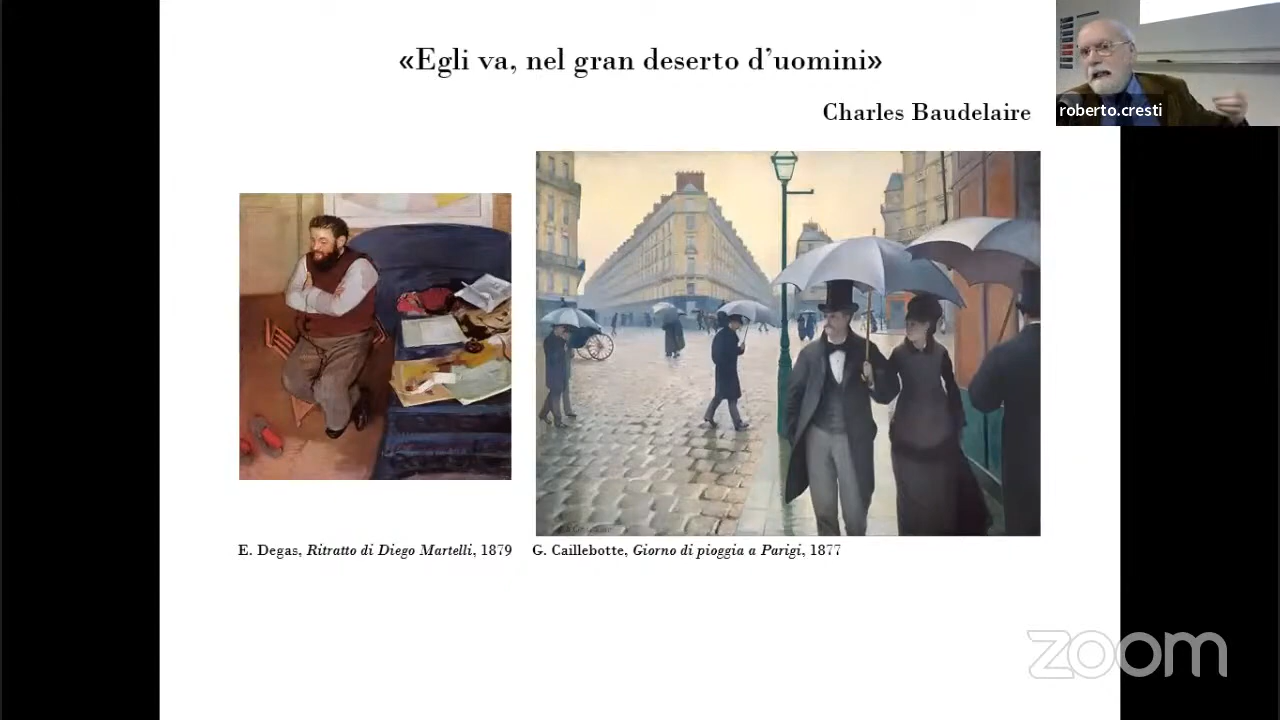 «Egli va, nel gran deserto d'uomini»
Charles Baudelaire
roberto.cresti
E. Degas, Ritratto di Diego Martelli, 1879
G. Caillebotte, Giorno di pioggia a Parigi, 1877
zoom